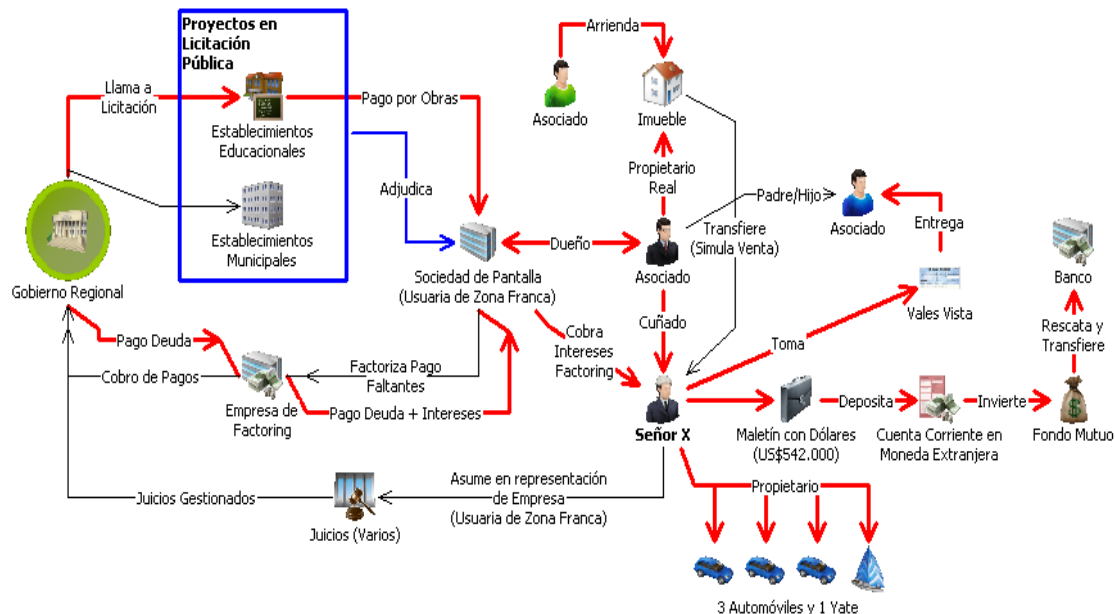 Proyectos en
Licitación
Pública
Arrienda
Llama a
Licitación
Pago por Obras
Establecimientos
Educacionales
Asociado
Imueble
Adjudica
Propietario
Real
Padre/Hijo
Asociado
Entrega
Establecimientos
Municipales
Dueño
Transfiere
(Simula Venta)
Banco
Gobierno Regional
Sociedad de Pantalla
(Usuaria de Zona Franca)
Asociado
Vales Vista
Rescata y
Transfiere
Pago Deuda
Cobra
Intereses
Factoring
Cuñado
Toma
Cobro de Pagos
Factoriza Pago
Faltantes
Empresa de
Factoring
Pago Deuda + Intereses
Deposita
Invierte
Señor X
Maletín con Dólares
(US$542.000)
Cuenta Corriente en
Moneda Extranjera
Fondo Mutuo
Asume en representación
de Empresa
(Usuaria de Zona Franca)
Propietario
Juicios Gestionados
Juicios (Varios)
3 Automóviles y 1 Yate